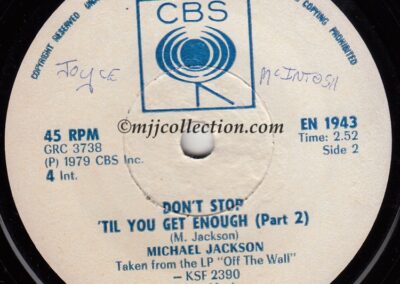 COPYRIGHT RESERVED
COPYING PROHIBITED
CBS
JOYCE
McINTOSH
45 RPM
GRC 3738
(P) 1979 CBS Inc.
4 Int.
EN 1943
Time: 2.52
Side 2
©mjjcollection.com
DON'T STOP
'TIL YOU GET ENOUGH (Part 2)
(M. Jackson)
MICHAEL JACKSON
Taken from the LP "Off The Wall"
— KSF 2390